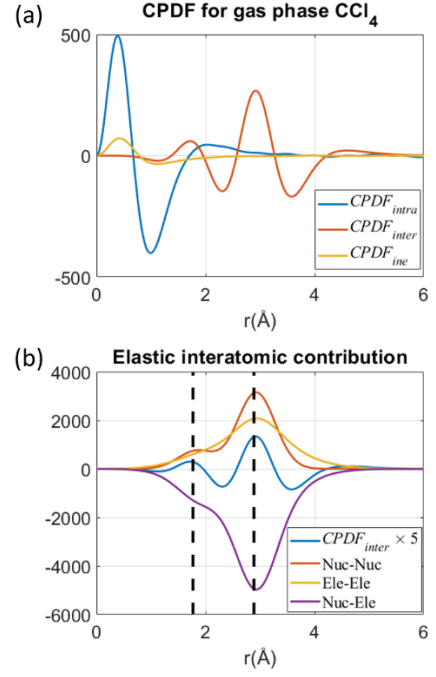 (a)
CPDF for gas phase CCl4
500
0
-500
0
2
4
6
r(Å)
CPDFintra
CPDFinter
CPDFine
(b)
Elastic interatomic contribution
4000
2000
0
-2000
-4000
-6000
0
2
4
6
r(Å)
CPDFinter × 5
Nuc-Nuc
Ele-Ele
Nuc-Ele